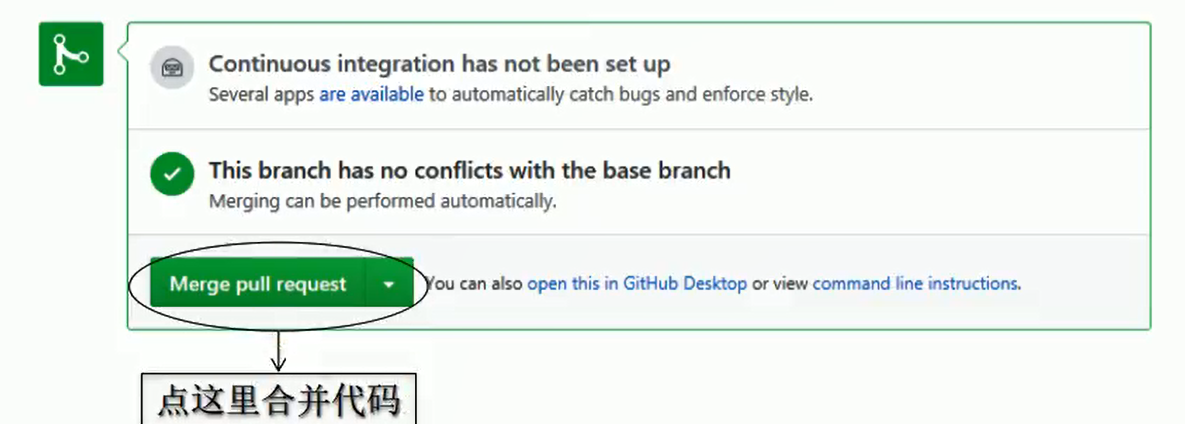 Continuous integration has not been set up
Several apps are available to automatically catch bugs and enforce style.
This branch has no conflicts with the base branch
Merging can be performed automatically.
Merge pull request You can also open this in GitHub Desktop or view command line instructions.
点这里合并代码